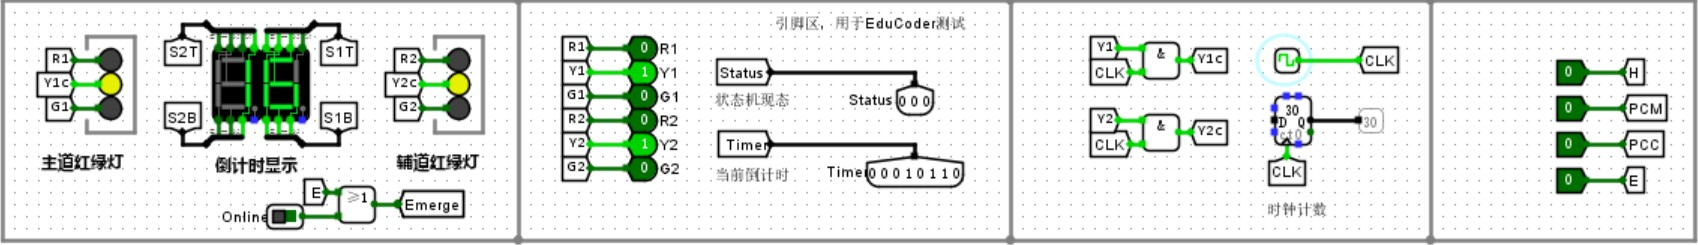 R1
Y1c
G1
主道红绿灯
S2T
S2B
S1T
S1B
倒计时显示
R2
Y2c
G2
辅道红绿灯
E
Online
≥1
Emerge
引脚区，用于EduCoder测试
R1 0 R1
Y1 1 Y1
G1 0 G1
R2 0 R2
Y2 1 Y2
G2 0 G2
Status
状态机现态
Status 0 0 0
Timer
当前倒计时
Timer 0 0 0 1 0 1 1 0
Y1
CLK
&
Y1c
Y2
CLK
&
Y2c
CLK
30
D Q
ct0
30
CLK
时钟计数
0 H
0 PCM
0 PCC
0 E